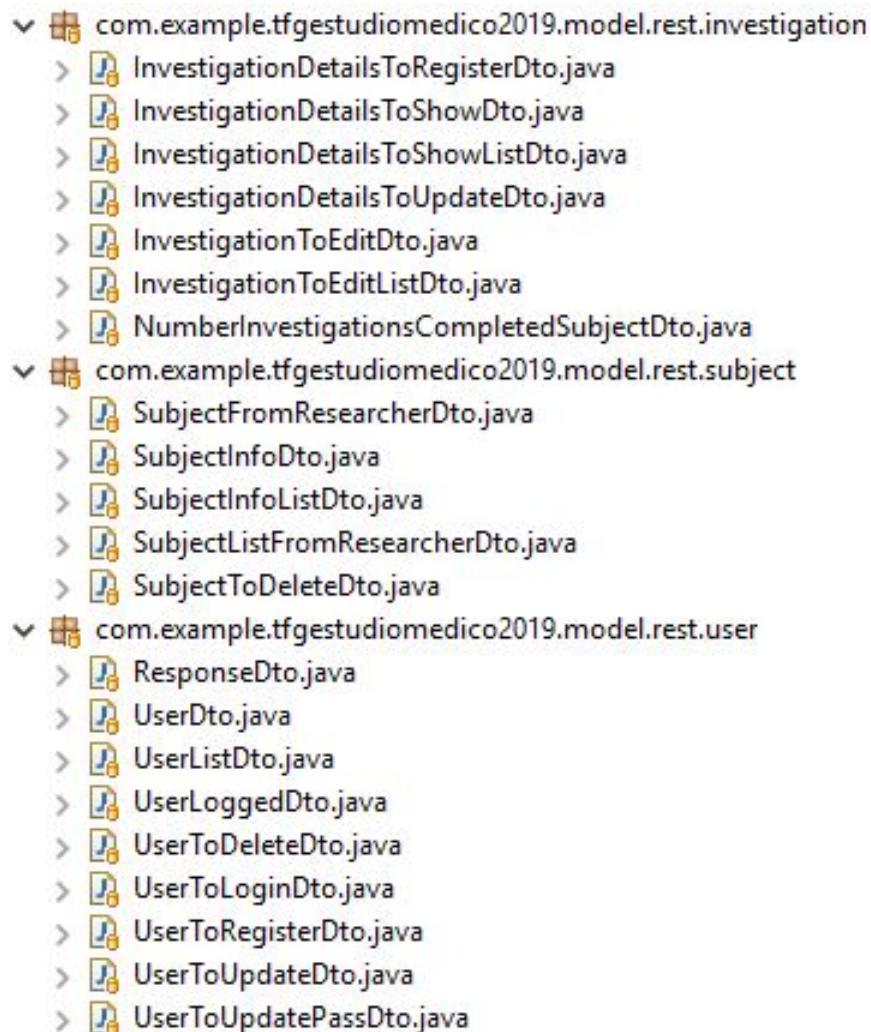 com.example.tfgestudiomedico2019.model.rest.investigation
InvestigationDetailsToRegisterDto.java
InvestigationDetailsToShowDto.java
InvestigationDetailsToShowListDto.java
InvestigationDetailsToUpdateDto.java
InvestigationToEditDto.java
InvestigationToEditListDto.java
NumberInvestigationsCompletedSubjectDto.java
com.example.tfgestudiomedico2019.model.rest.subject
SubjectFromResearcherDto.java
SubjectInfoDto.java
SubjectInfoListDto.java
SubjectListFromResearcherDto.java
SubjectToDeleteDto.java
com.example.tfgestudiomedico2019.model.rest.user
ResponseDto.java
UserDto.java
UserListDto.java
UserLoggedDto.java
UserToDeleteDto.java
UserToLoginDto.java
UserToRegisterDto.java
UserToUpdateDto.java
UserToUpdatePassDto.java